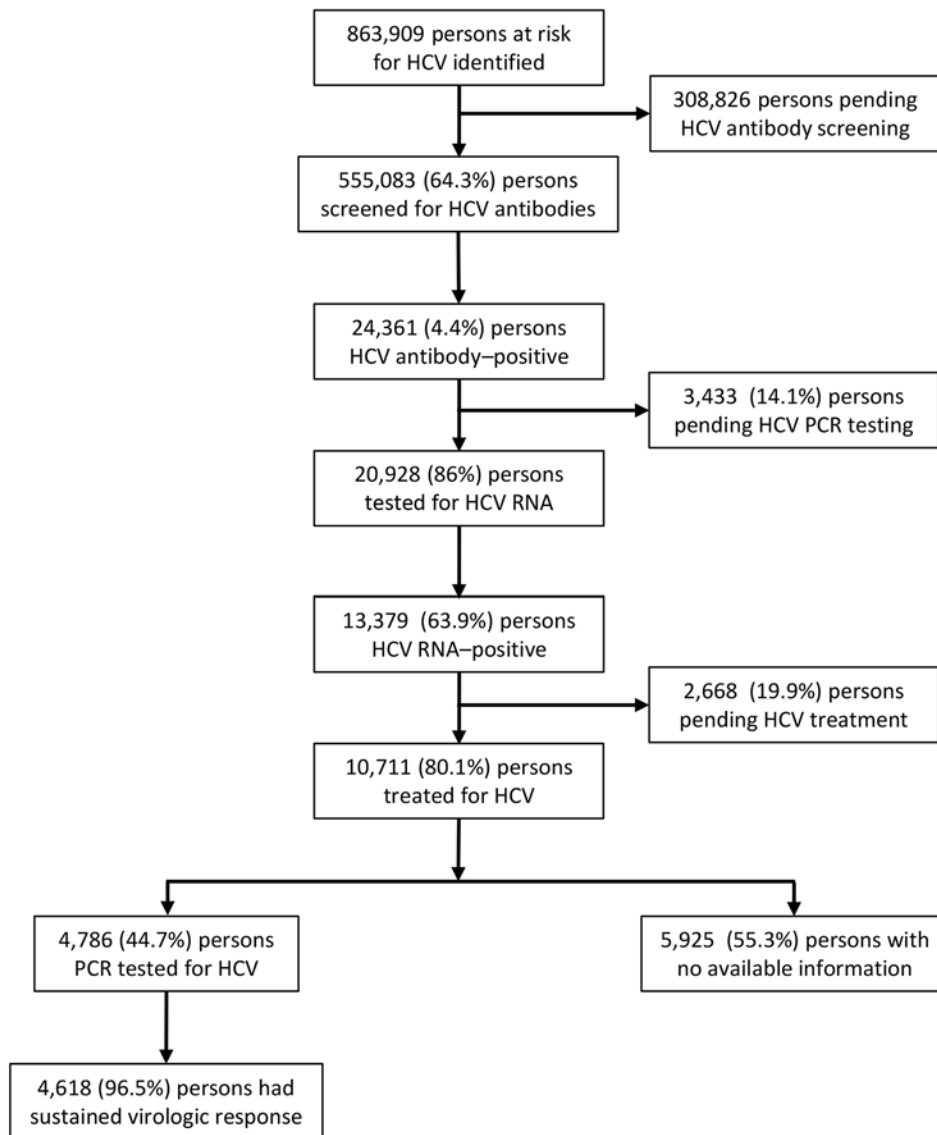 863,909 persons at risk
for HCV identified
308,826 persons pending
HCV antibody screening
555,083 (64.3%) persons
screened for HCV antibodies
24,361 (4.4%) persons
HCV antibody–positive
3,433 (14.1%) persons
pending HCV PCR testing
20,928 (86%) persons
tested for HCV RNA
13,379 (63.9%) persons
HCV RNA–positive
2,668 (19.9%) persons
pending HCV treatment
10,711 (80.1%) persons
treated for HCV
4,786 (44.7%) persons
PCR tested for HCV
5,925 (55.3%) persons with
no available information
4,618 (96.5%) persons had
sustained virologic response